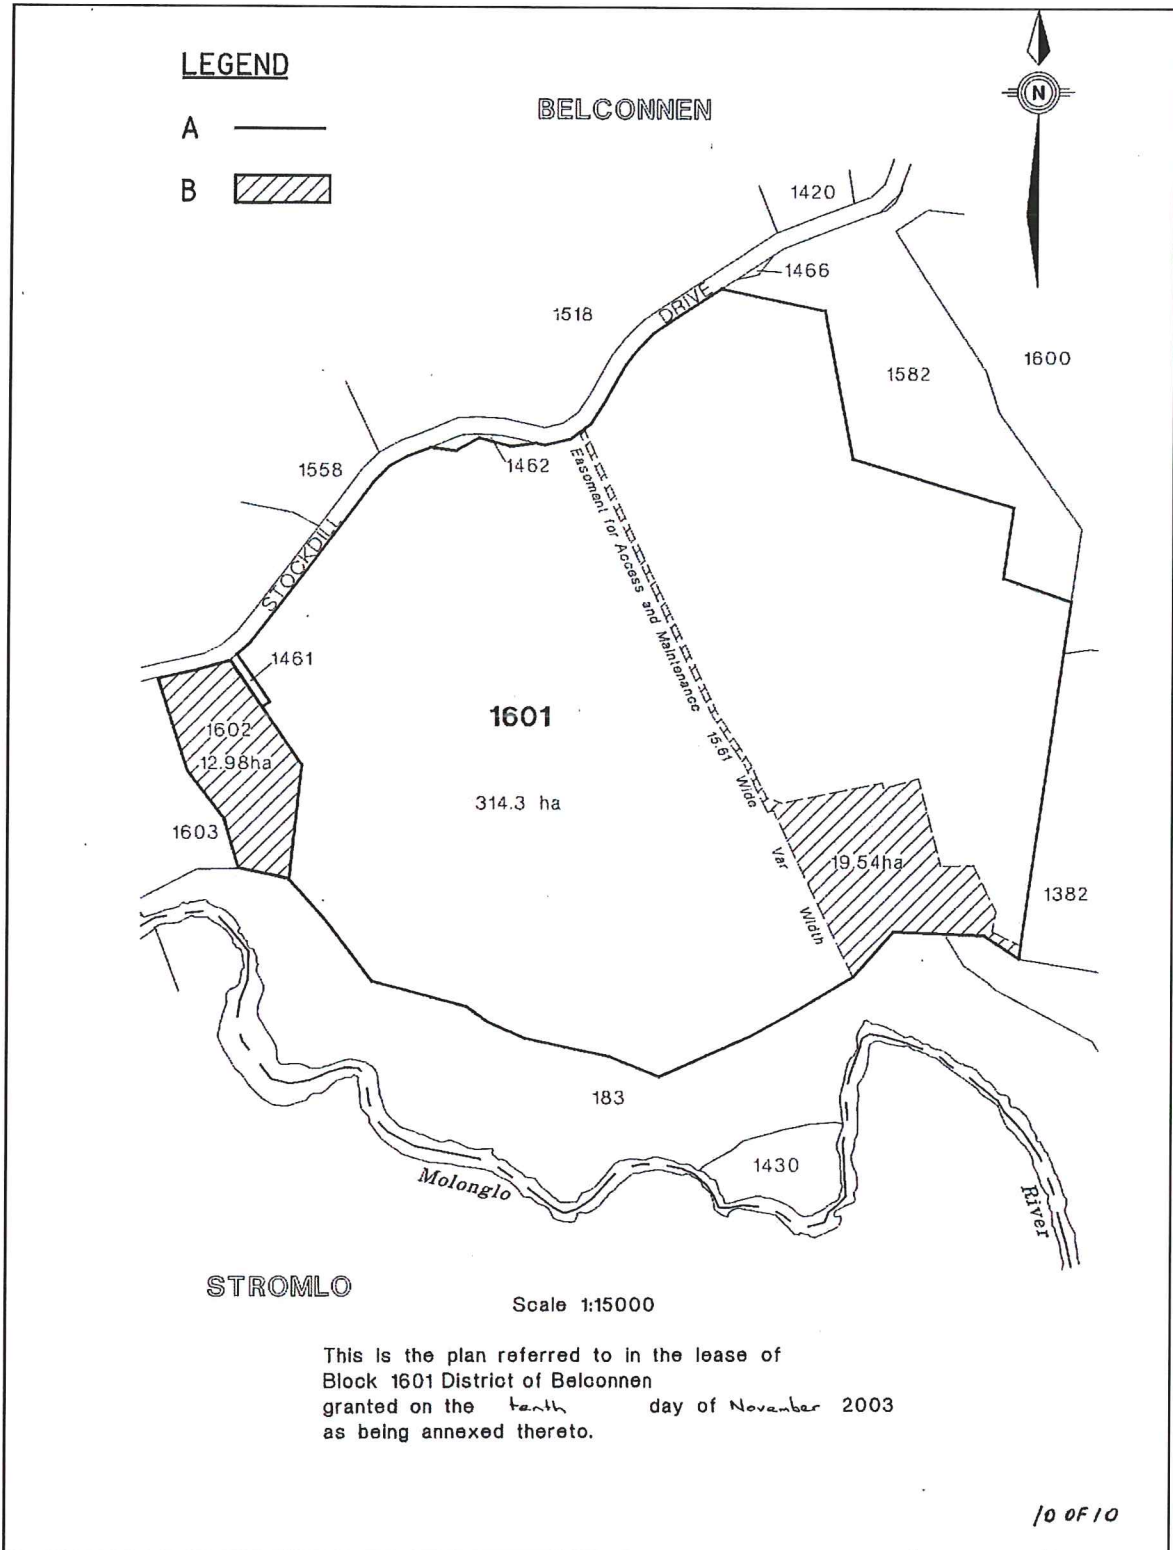 LEGEND
A
B
BELCONNEN
N
1420
1466
1518
DRIVE
1582
1600
1558
1462
STOCKDILL
Easement for Access and Maintenance 15.61 Wide
1461
1601
1602
12.98ha
314.3 ha
1603
Var Width
19.54ha
1382
183
1430
Molonglo
River
STROMLO
Scale 1:15000
This is the plan referred to in the lease of
Block 1601 District of Belconnen
granted on the tenth day of November 2003
as being annexed thereto.
10 OF 10